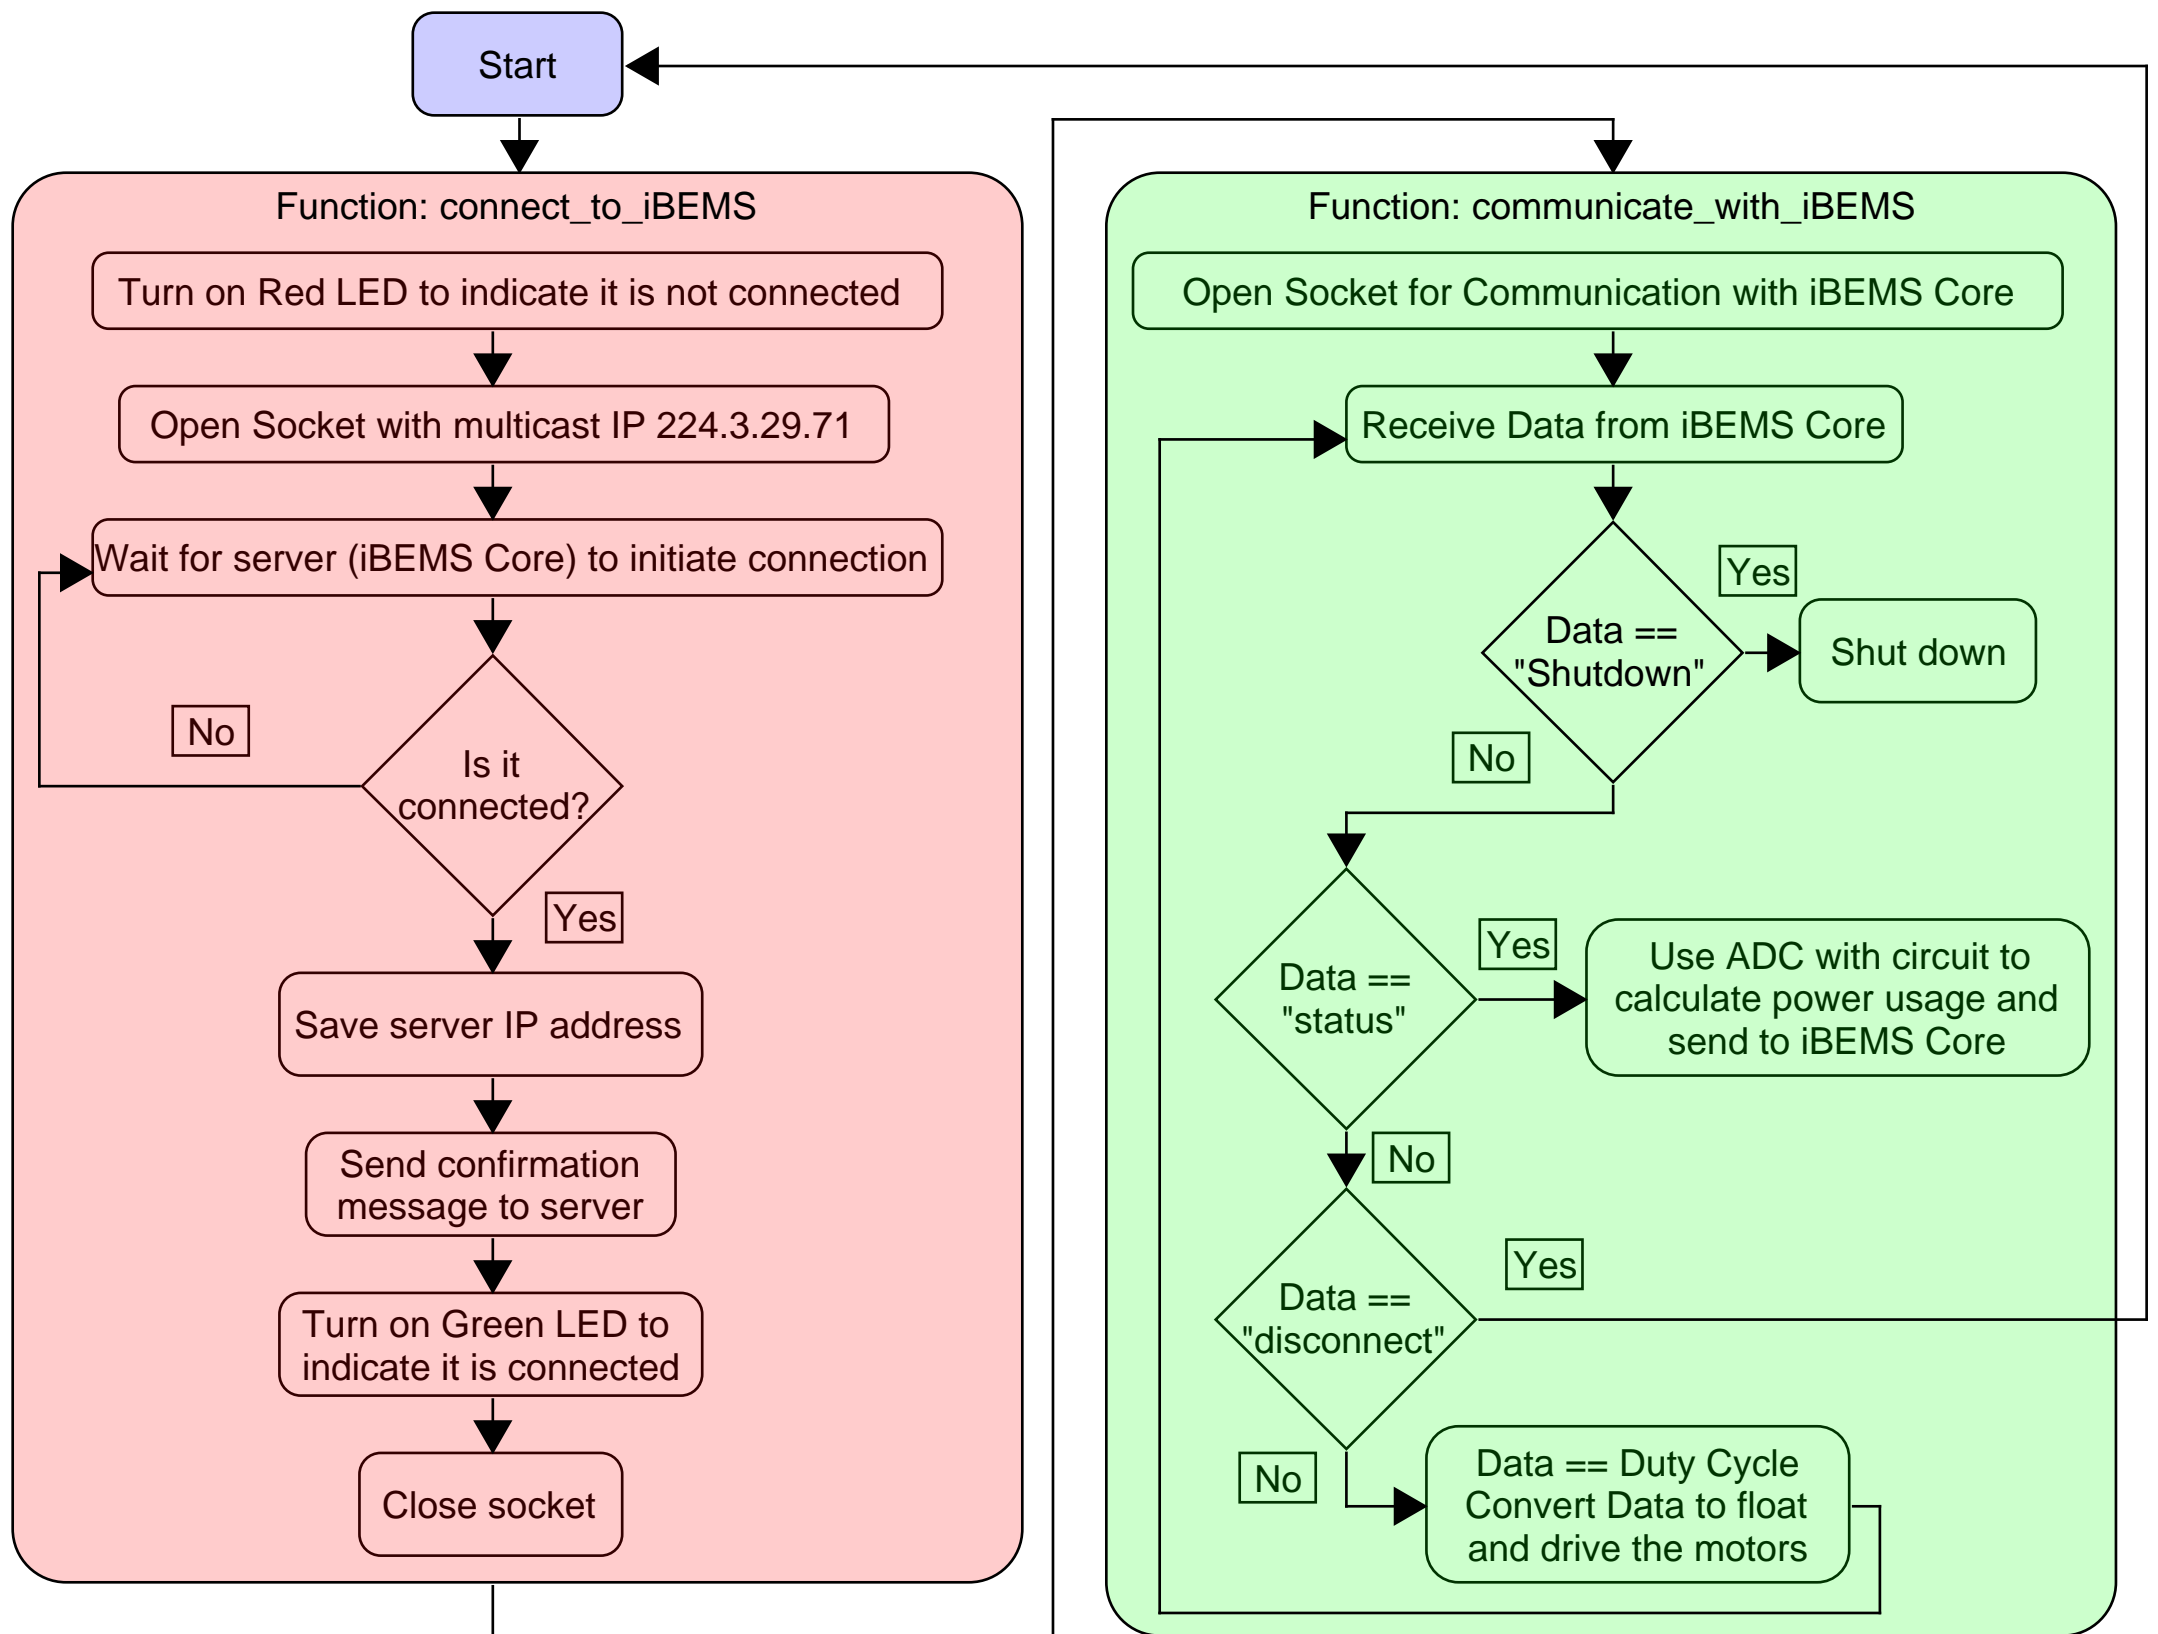 Start
Function: connect_to_iBEMS
Turn on Red LED to indicate it is not connected
Open Socket with multicast IP 224.3.29.71
Wait for server (iBEMS Core) to initiate connection
No
Is it
connected?
Yes
Save server IP address
Send confirmation
message to server
Turn on Green LED to
indicate it is connected
Close socket
Function: communicate_with_iBEMS
Open Socket for Communication with iBEMS Core
Receive Data from iBEMS Core
Yes
Data ==
"Shutdown"
Shut down
No
Yes
Data ==
"status"
Use ADC with circuit to
calculate power usage and
send to iBEMS Core
No
Yes
Data ==
"disconnect"
No
Data == Duty Cycle
Convert Data to float
and drive the motors